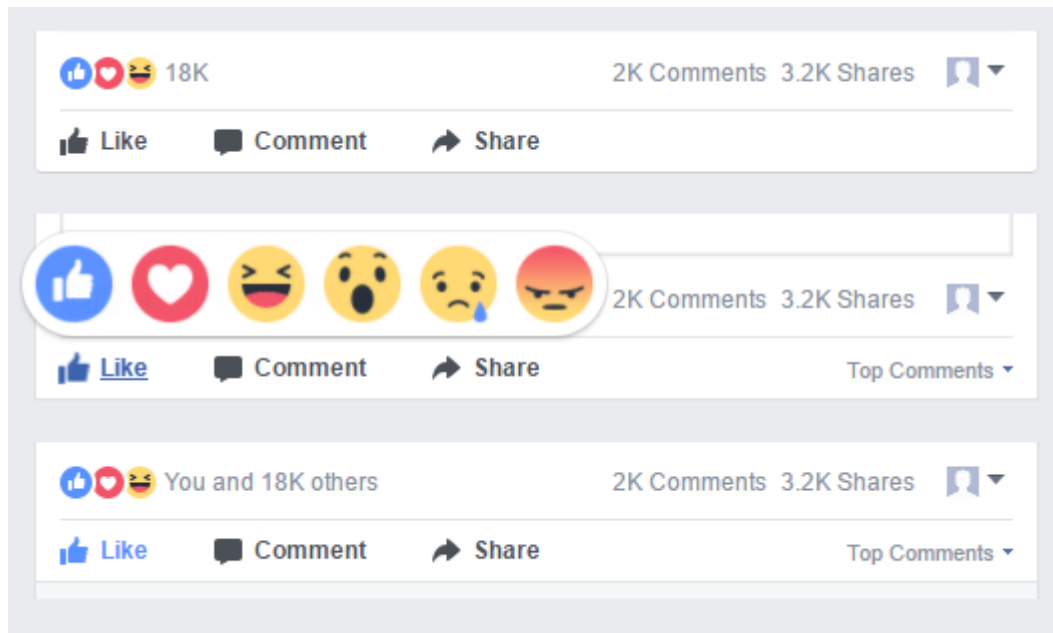 18K 2K Comments 3.2K Shares
Like Comment Share
2K Comments 3.2K Shares
Like Comment Share Top Comments
You and 18K others 2K Comments 3.2K Shares
Like Comment Share Top Comments